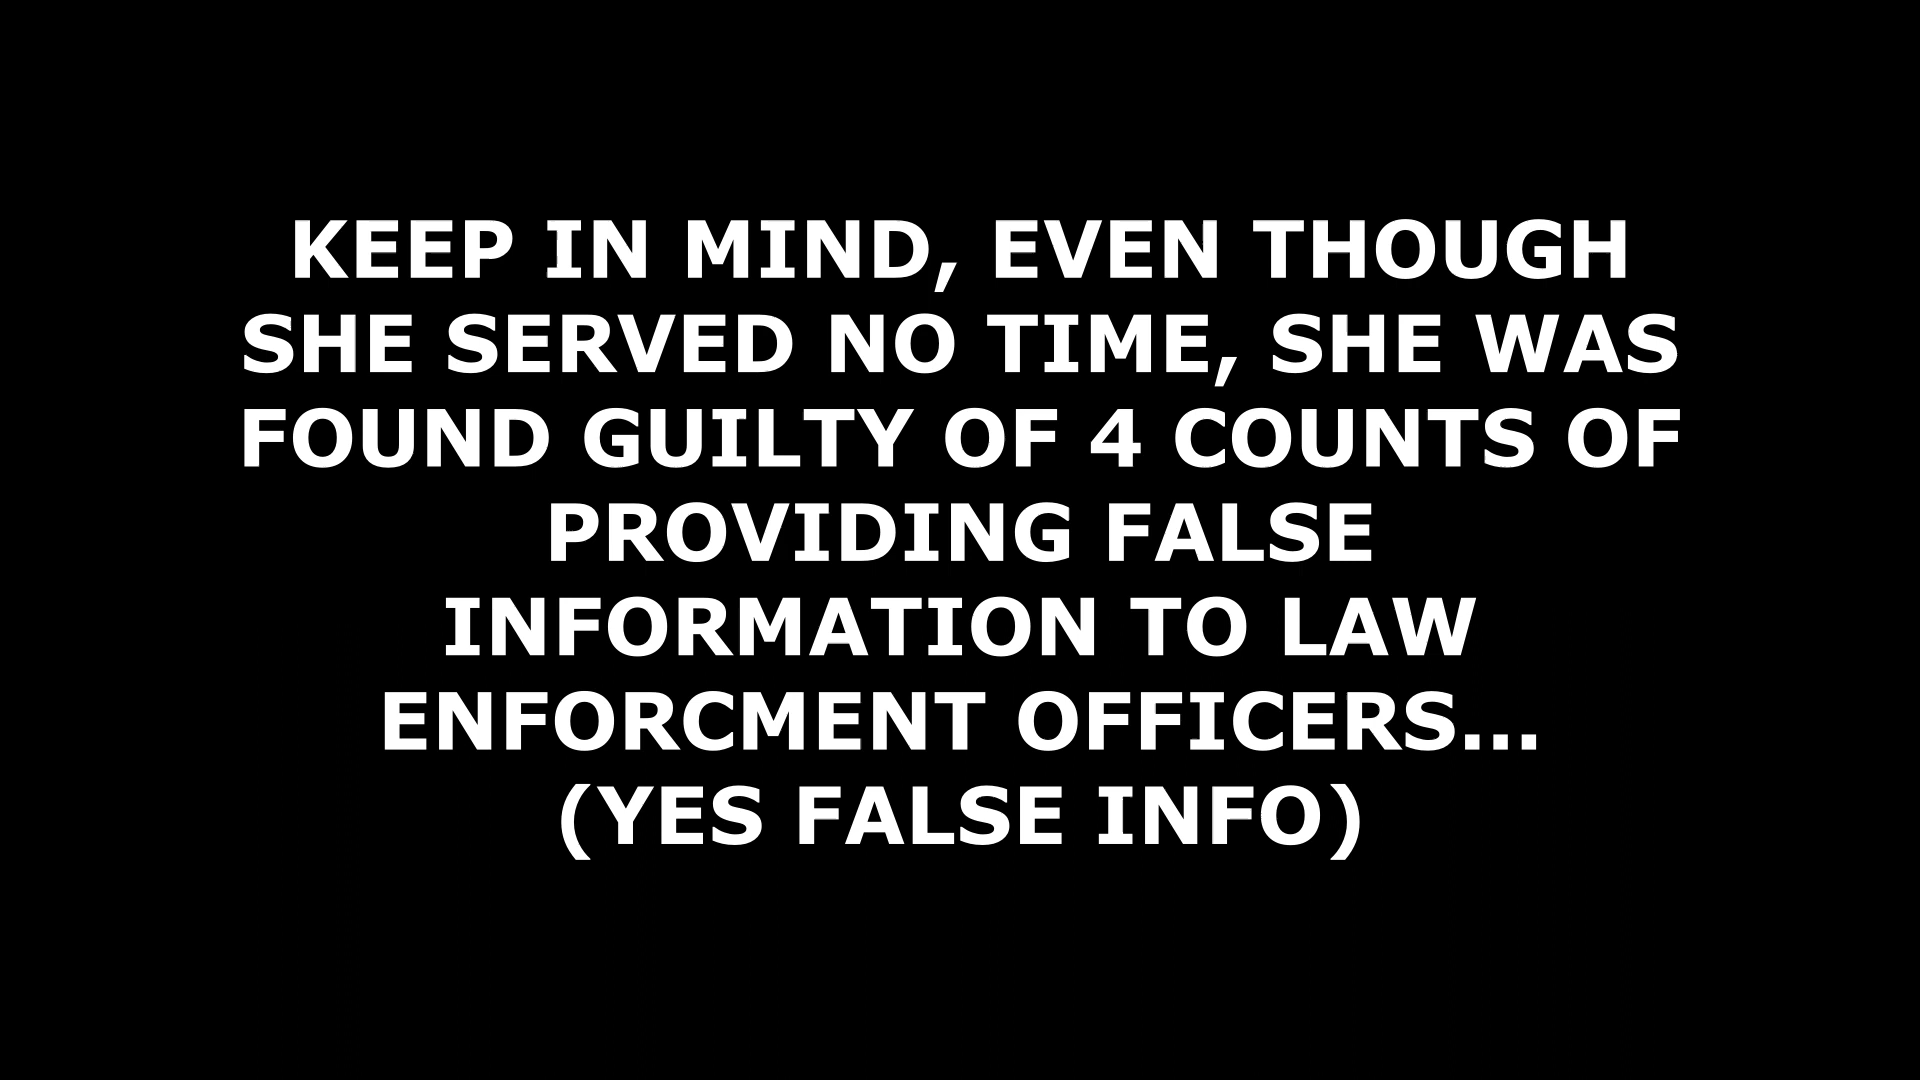 KEEP IN MIND, EVEN THOUGH
SHE SERVED NO TIME, SHE WAS
FOUND GUILTY OF 4 COUNTS OF
PROVIDING FALSE
INFORMATION TO LAW
ENFORCMENT OFFICERS...
(YES FALSE INFO)